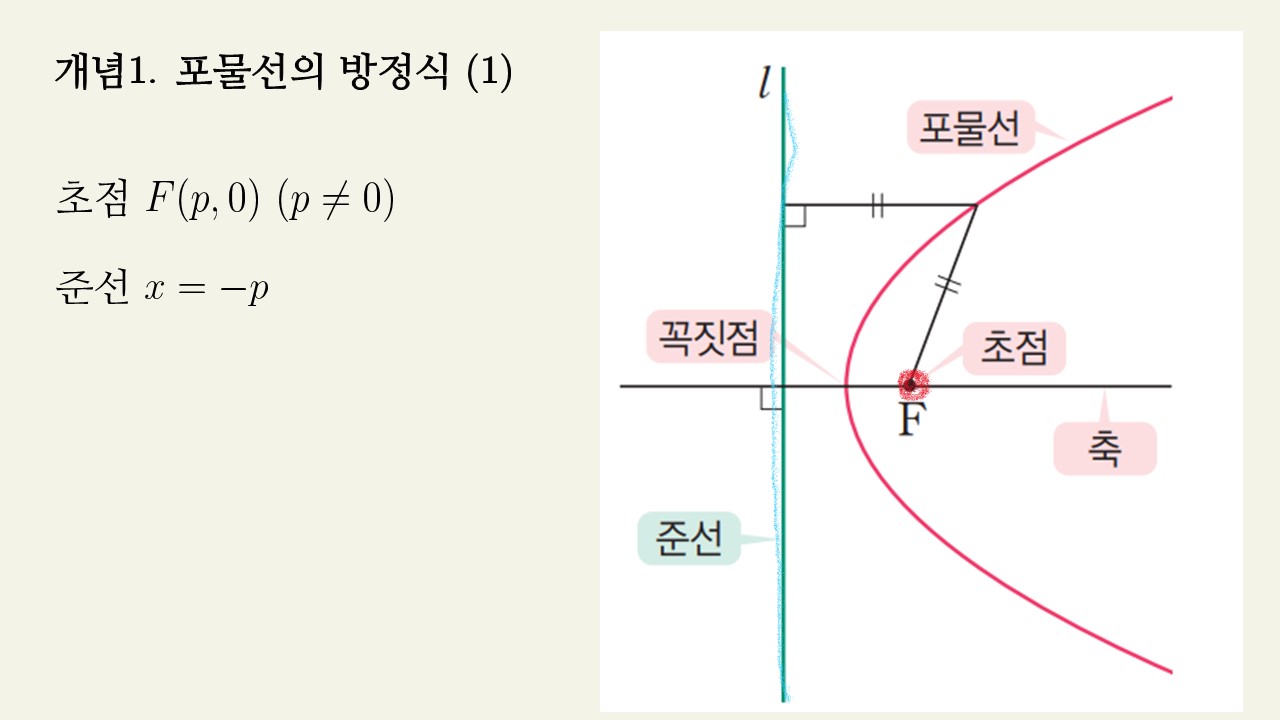 개념1. 포물선의 방정식 (1)
초점 F(p, 0) (p ≠ 0)
준선 x = −p
l
포물선
꼭짓점
초점
F
축
준선